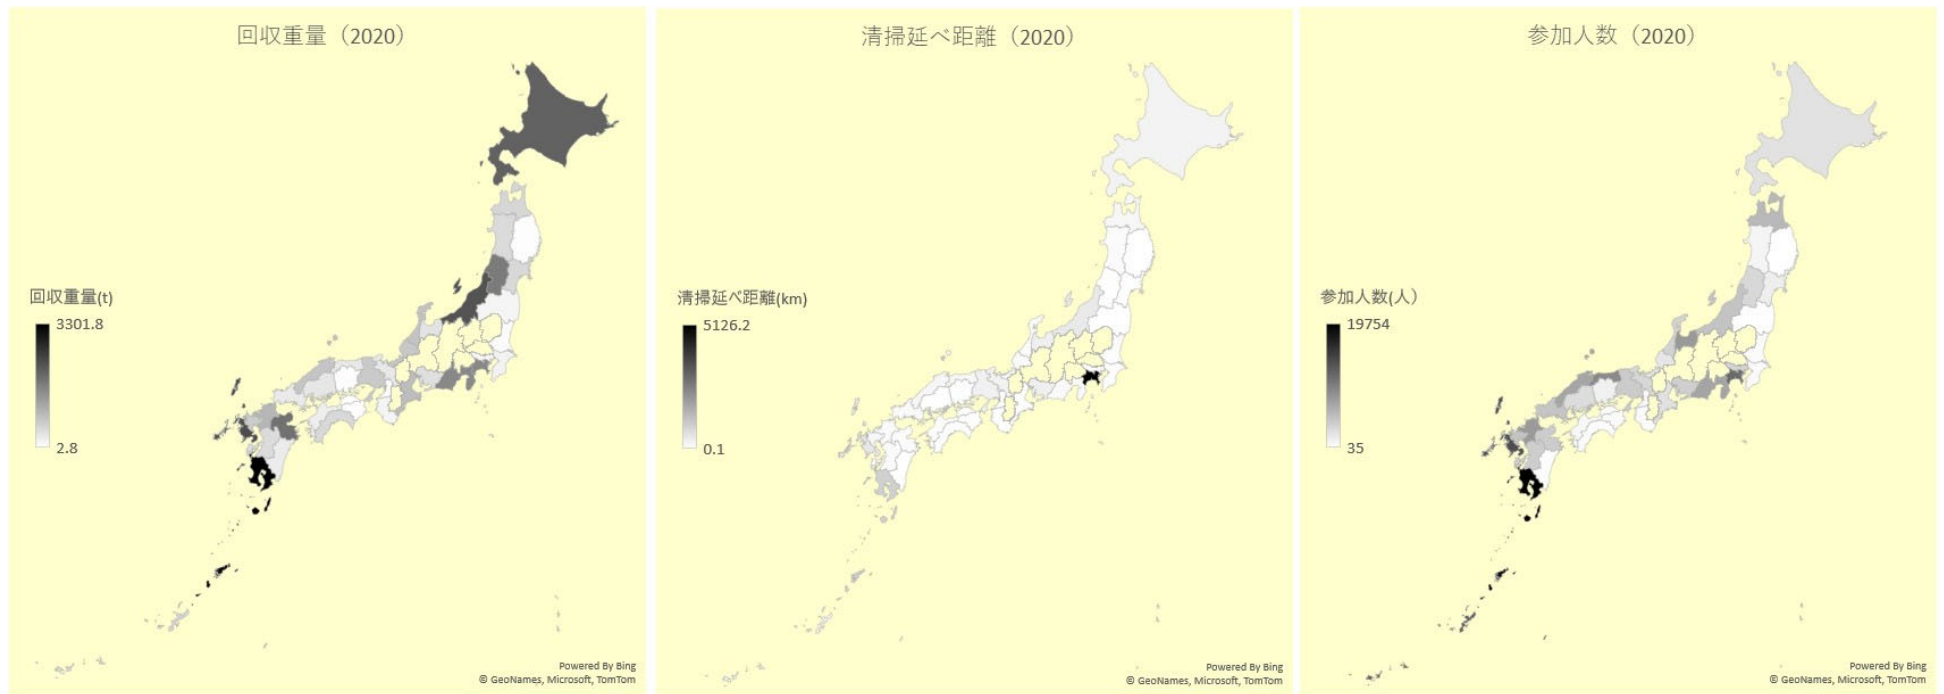 回収重量（2020）
回収重量(t)
3301.8
2.8
Powered By Bing
© GeoNames, Microsoft, TomTom
清掃延べ距離（2020）
清掃延べ距離(km)
5126.2
0.1
Powered By Bing
© GeoNames, Microsoft, TomTom
参加人数（2020）
参加人数(人）
19754
35
Powered By Bing
© GeoNames, Microsoft, TomTom